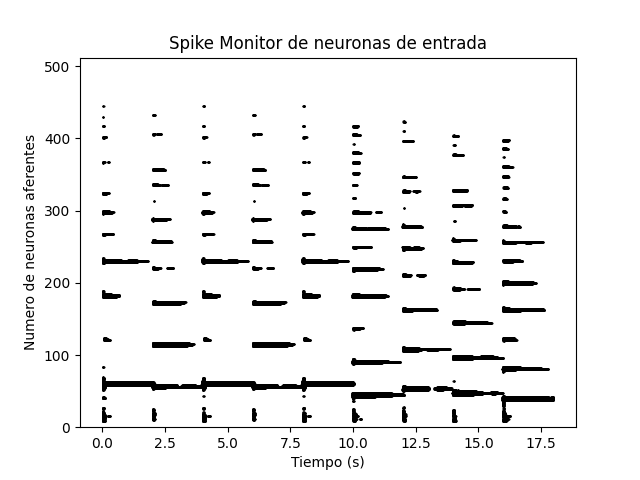 Spike Monitor de neuronas de entrada
500
400
300
200
100
0
Numero de neuronas aferentes
0.0 2.5 5.0 7.5 10.0 12.5 15.0 17.5
Tiempo (s)